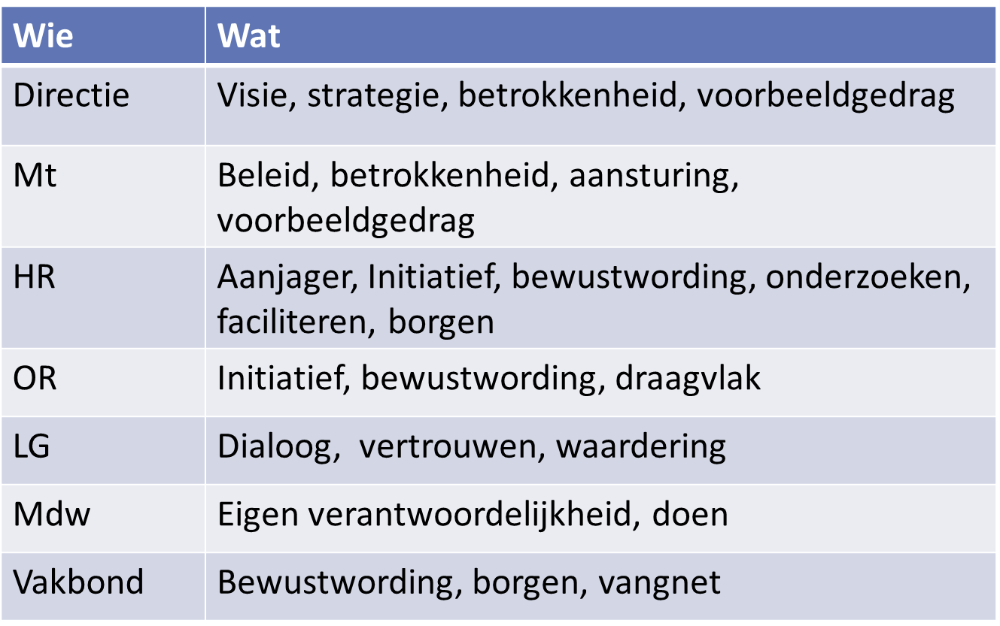 Wie Wat
Directie Visie, strategie, betrokkenheid, voorbeeldgedrag
Mt Beleid, betrokkenheid, aansturing,
voorbeeldgedrag
HR Aanjager, Initiatief, bewustwording, onderzoeken,
faciliteren, borgen
OR Initiatief, bewustwording, draagvlak
LG Dialoog,  vertrouwen, waardering
Mdw Eigen verantwoordelijkheid, doen
Vakbond Bewustwording, borgen, vangnet